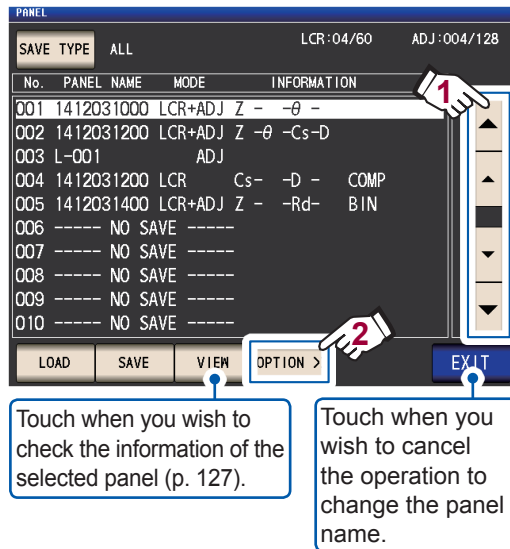 PANEL
SAVE TYPE ALL LCR:04/60 ADJ:004/128
No. PANEL NAME MODE INFORMATION
001 1412031000 LCR+ADJ Z - -θ -
002 1412031200 LCR+ADJ Z -θ -Cs-D
003 L-001 ADJ
004 1412031200 LCR Cs- -D - COMP
005 1412031400 LCR+ADJ Z - -Rd- BIN
006 ----- NO SAVE -----
007 ----- NO SAVE -----
008 ----- NO SAVE -----
009 ----- NO SAVE -----
010 ----- NO SAVE -----
1
2
LOAD SAVE VIEW OPTION > EXIT
Touch when you wish to
check the information of the
selected panel (p. 127).
Touch when you
wish to cancel
the operation to
change the panel
name.